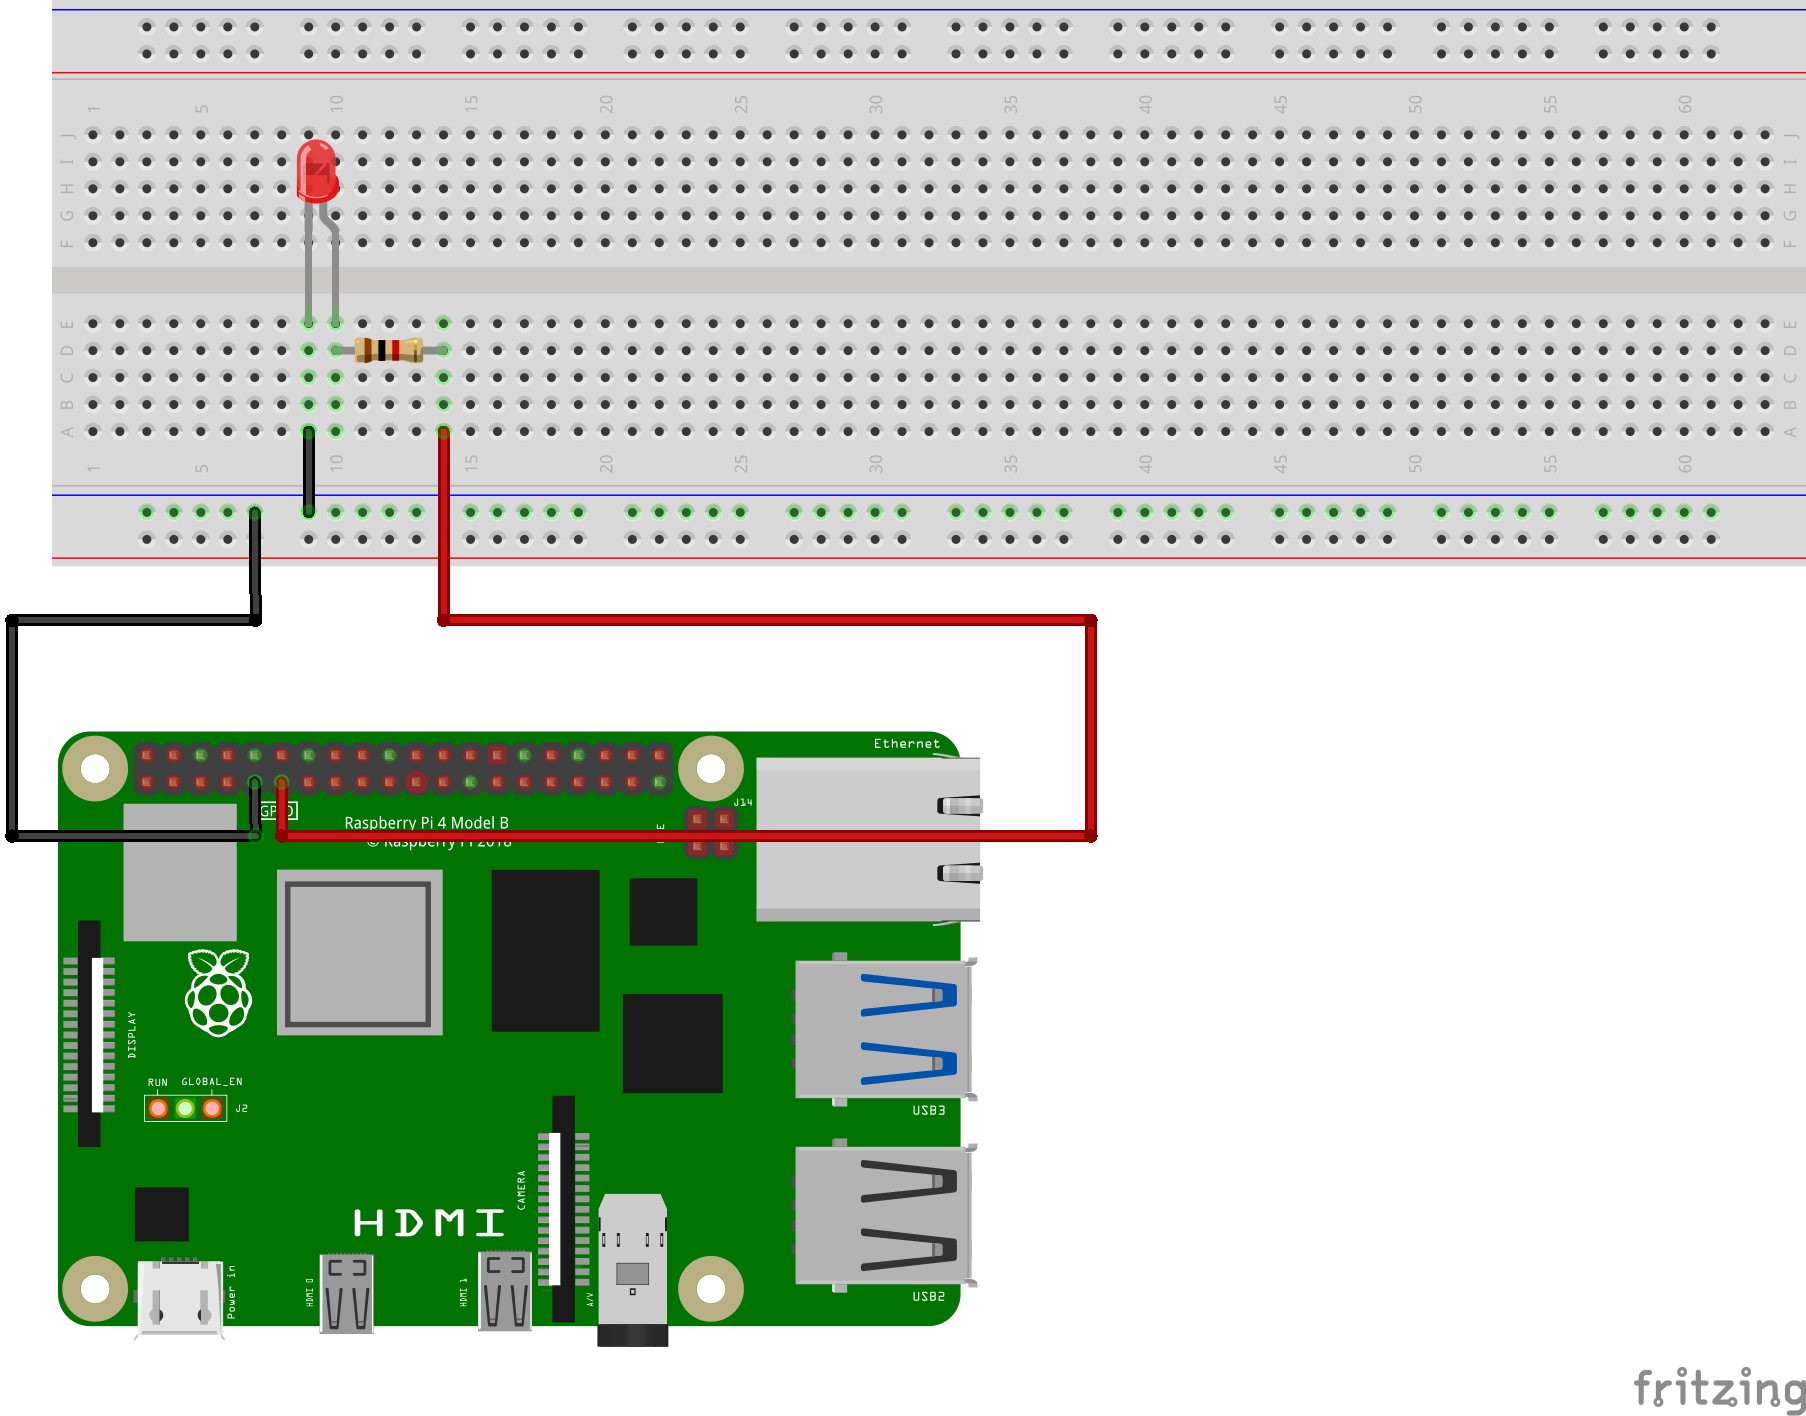 1 5 10 15 20 25 30 35 40 45 50 55 60
J J
I I
H H
G G
F F
E E
D D
C C
B B
A A
1 5 10 15 20 25 30 35 40 45 50 55 60
Ethernet
J14
Raspberry Pi 4 Model B
© Raspberry Pi 2018
DISPLAY
RUN GLOBAL_EN
J2
USB3
CAMERA
HDMI
Power in
HDMI 0
HDMI 1
A/V
USB2
fritzing